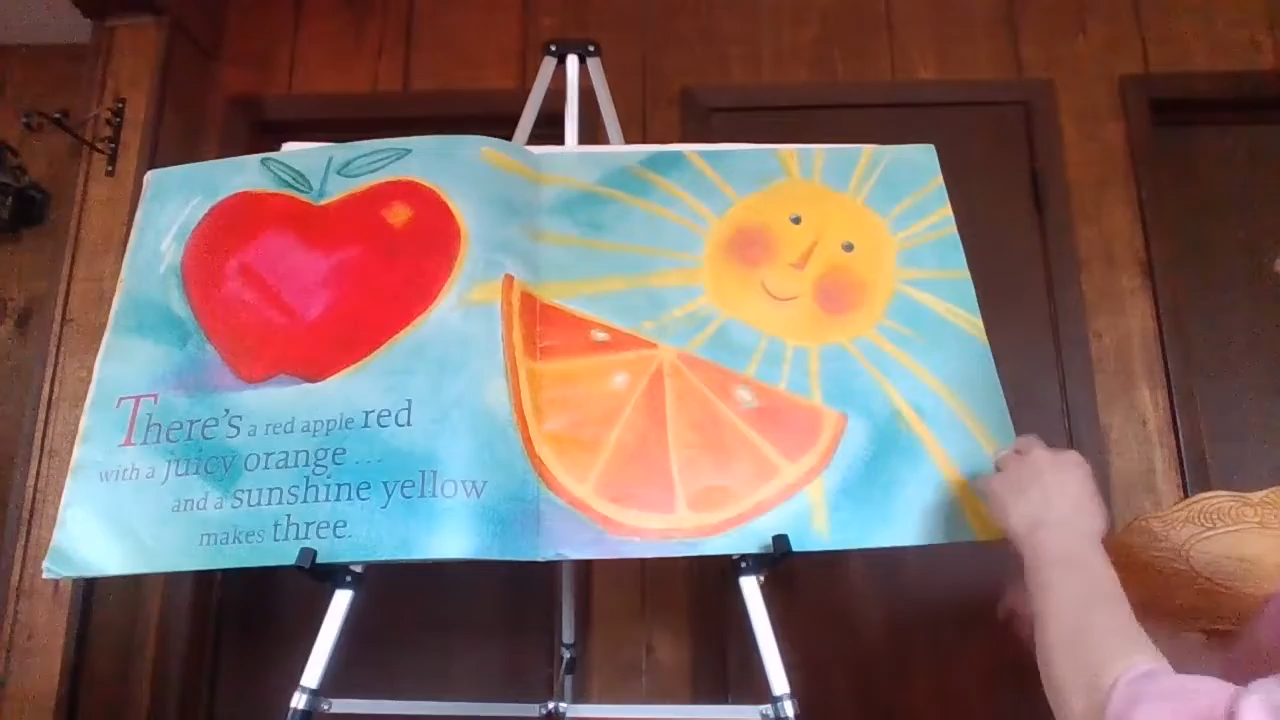 There's a red apple red
with a juicy orange ...
and a sunshine yellow
makes three.